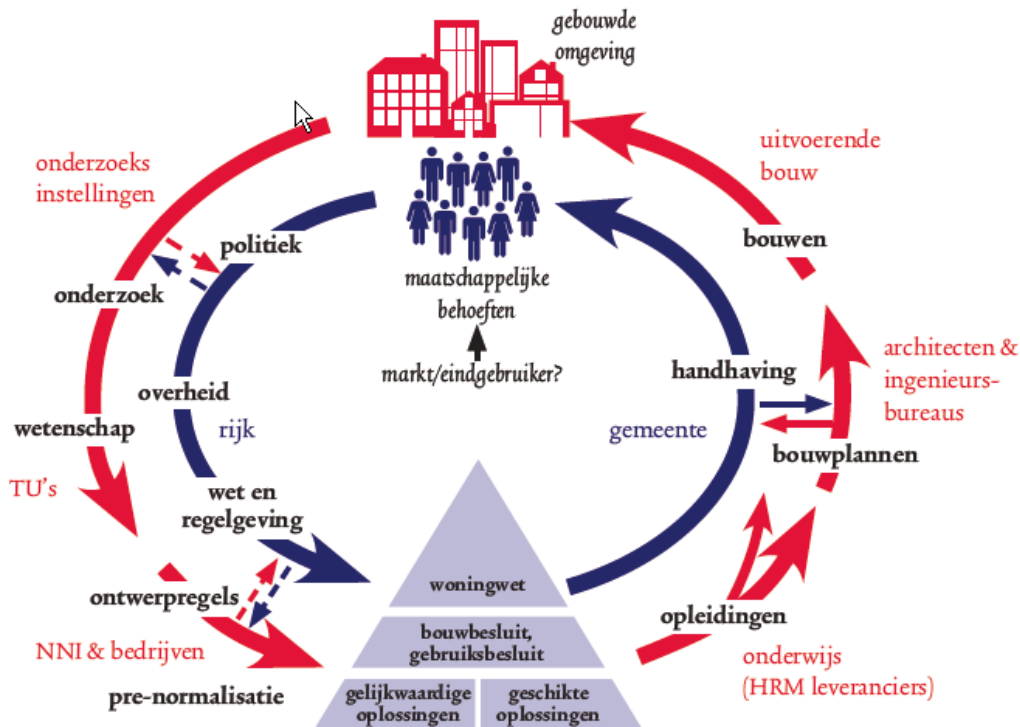 gebouwde
omgeving
onderzoeks
instellingen
uitvoerende
bouw
politiek
bouwen
onderzoek
maatschappelijke
behoeften
markt/eindgebruiker?
handhaving
architecten &
ingenieurs-
bureaus
overheid
rijk
gemeente
wetenschap
bouwplannen
TU's
wet en
regelgeving
woningwet
ontwerpregels
opleidingen
bouwbesluit,
gebruiksbesluit
NNI & bedrijven
onderwijs
(HRM leveranciers)
pre-normalisatie
gelijkwaardige
oplossingen
geschikte
oplossingen